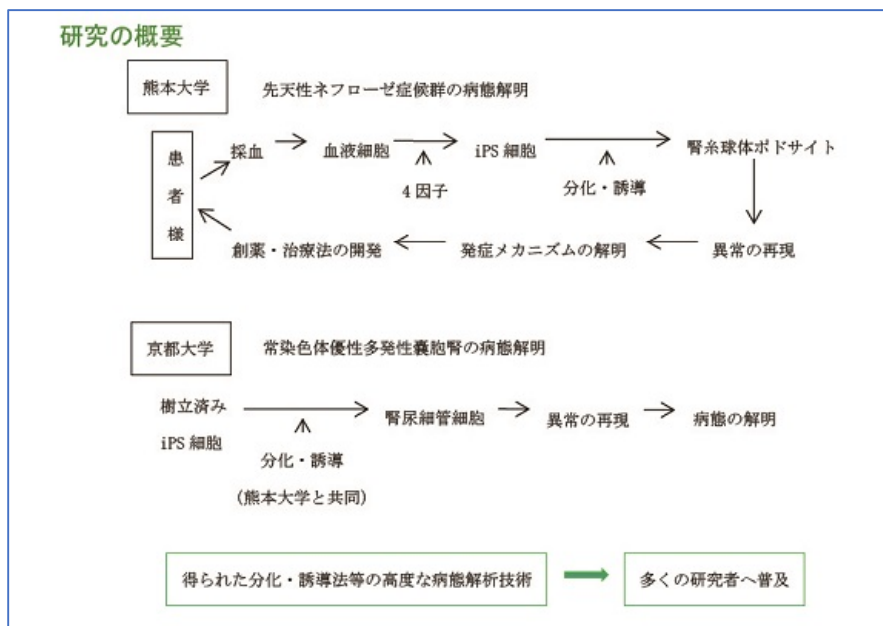 研究の概要
熊本大学
先天性ネフローゼ症候群の病態解明
患者様
採血
血液細胞
iPS 細胞
腎糸球体ポドサイト
4因子
分化・誘導
創薬・治療法の開発
発症メカニズムの解明
異常の再現
京都大学
常染色体優性多発性嚢胞腎の病態解明
樹立済み
iPS 細胞
腎尿細管細胞
異常の再現
病態の解明
分化・誘導
(熊本大学と共同)
得られた分化・誘導法等の高度な病態解析技術
多くの研究者へ普及